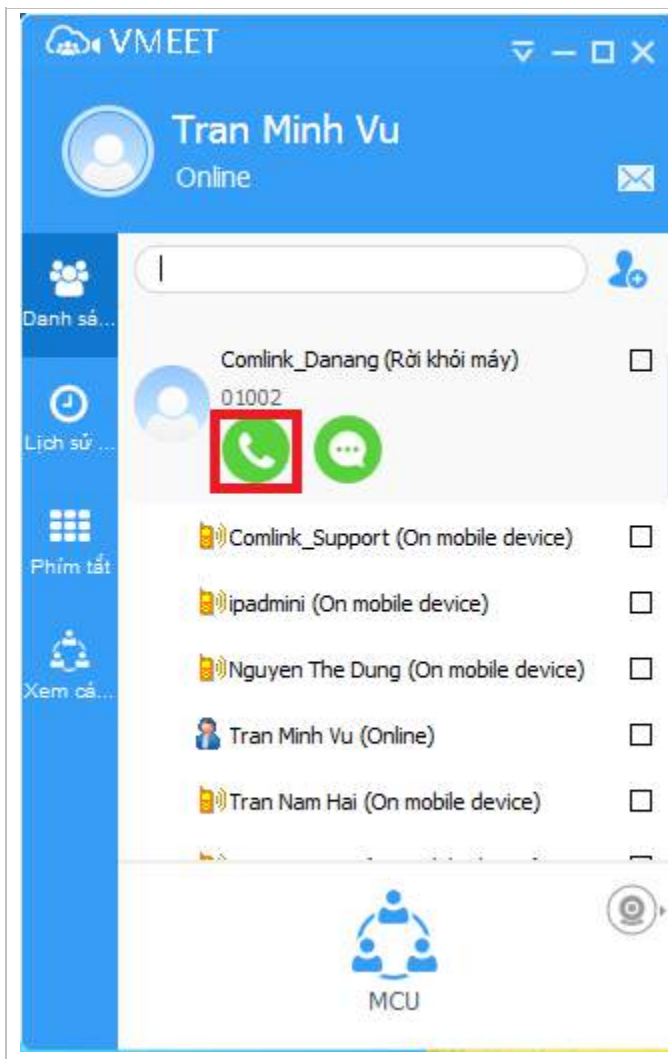 VMEET
Tran Minh Vu
Online
Danh sá...
Comlink_Danang (Rời khỏi máy)
01002
Lịch sử ...
Comlink_Support (On mobile device)
Phím tắt
ipadmini (On mobile device)
Nguyen The Dung (On mobile device)
Xem cá...
Tran Minh Vu (Online)
Tran Nam Hai (On mobile device)
MCU